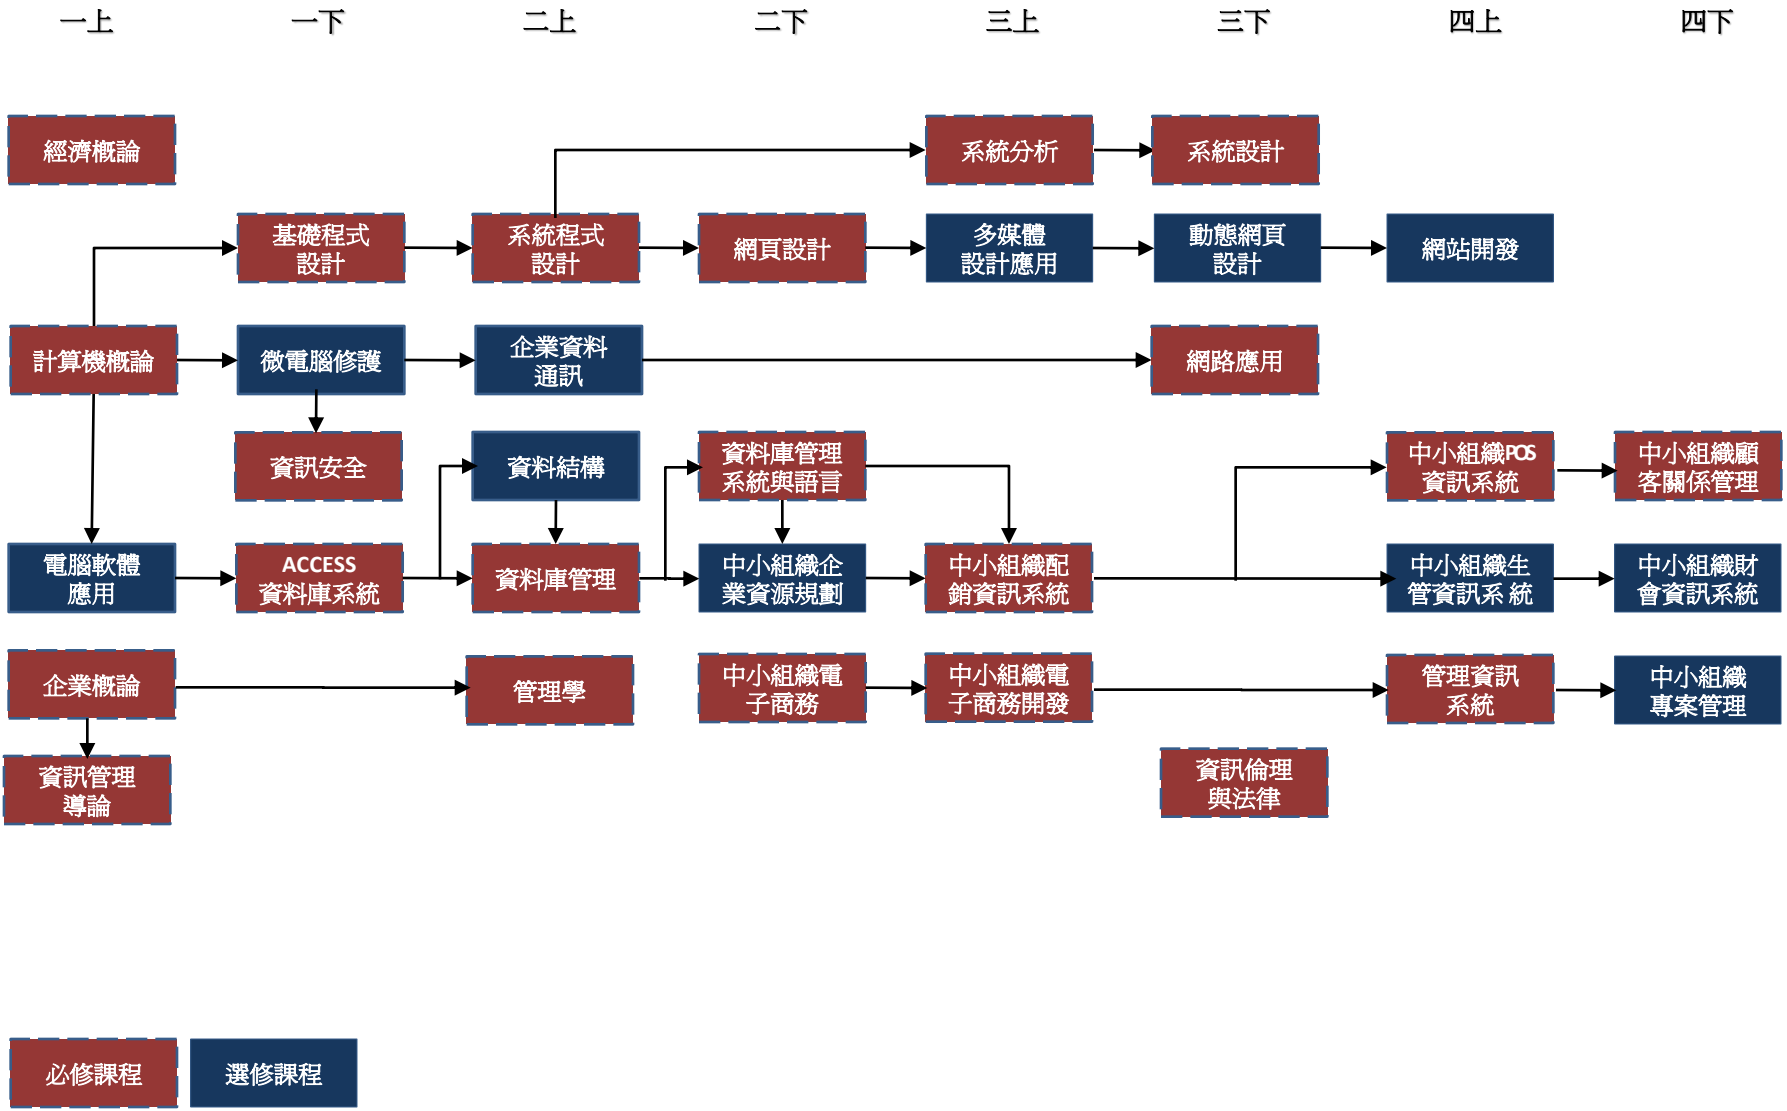 一上
一下
二上
二下
三上
三下
四上
四下
經濟概論
系統分析
系統設計
基礎程式
設計
系統程式
設計
網頁設計
多媒體
設計應用
動態網頁
設計
網站開發
計算機概論
微電腦修護
企業資料
通訊
網路應用
資訊安全
資料結構
資料庫管理
系統與語言
中小組織POS
資訊系統
中小組織顧
客關係管理
電腦軟體
應用
ACCESS
資料庫系統
資料庫管理
中小組織企
業資源規劃
中小組織配
銷資訊系統
中小組織生
管資訊系 統
中小組織財
會資訊系統
企業概論
管理學
中小組織電
子商務
中小組織電
子商務開發
管理資訊
系統
中小組織
專案管理
資訊管理
導論
資訊倫理
與法律
必修課程
選修課程